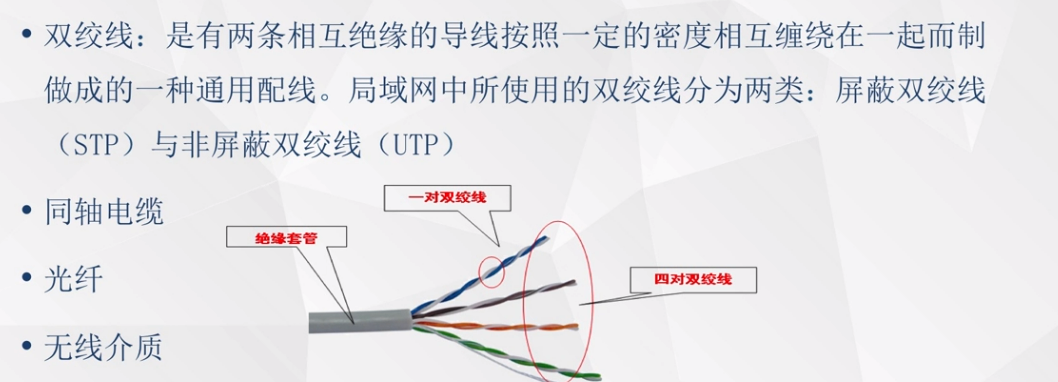 • 双绞线：是有两条相互绝缘的导线按照一定的密度相互缠绕在一起而制
做成的一种通用配线。局域网中所使用的双绞线分为两类：屏蔽双绞线
（STP）与非屏蔽双绞线（UTP）
• 同轴电缆
• 光纤
• 无线介质
一对双绞线
绝缘套管
四对双绞线